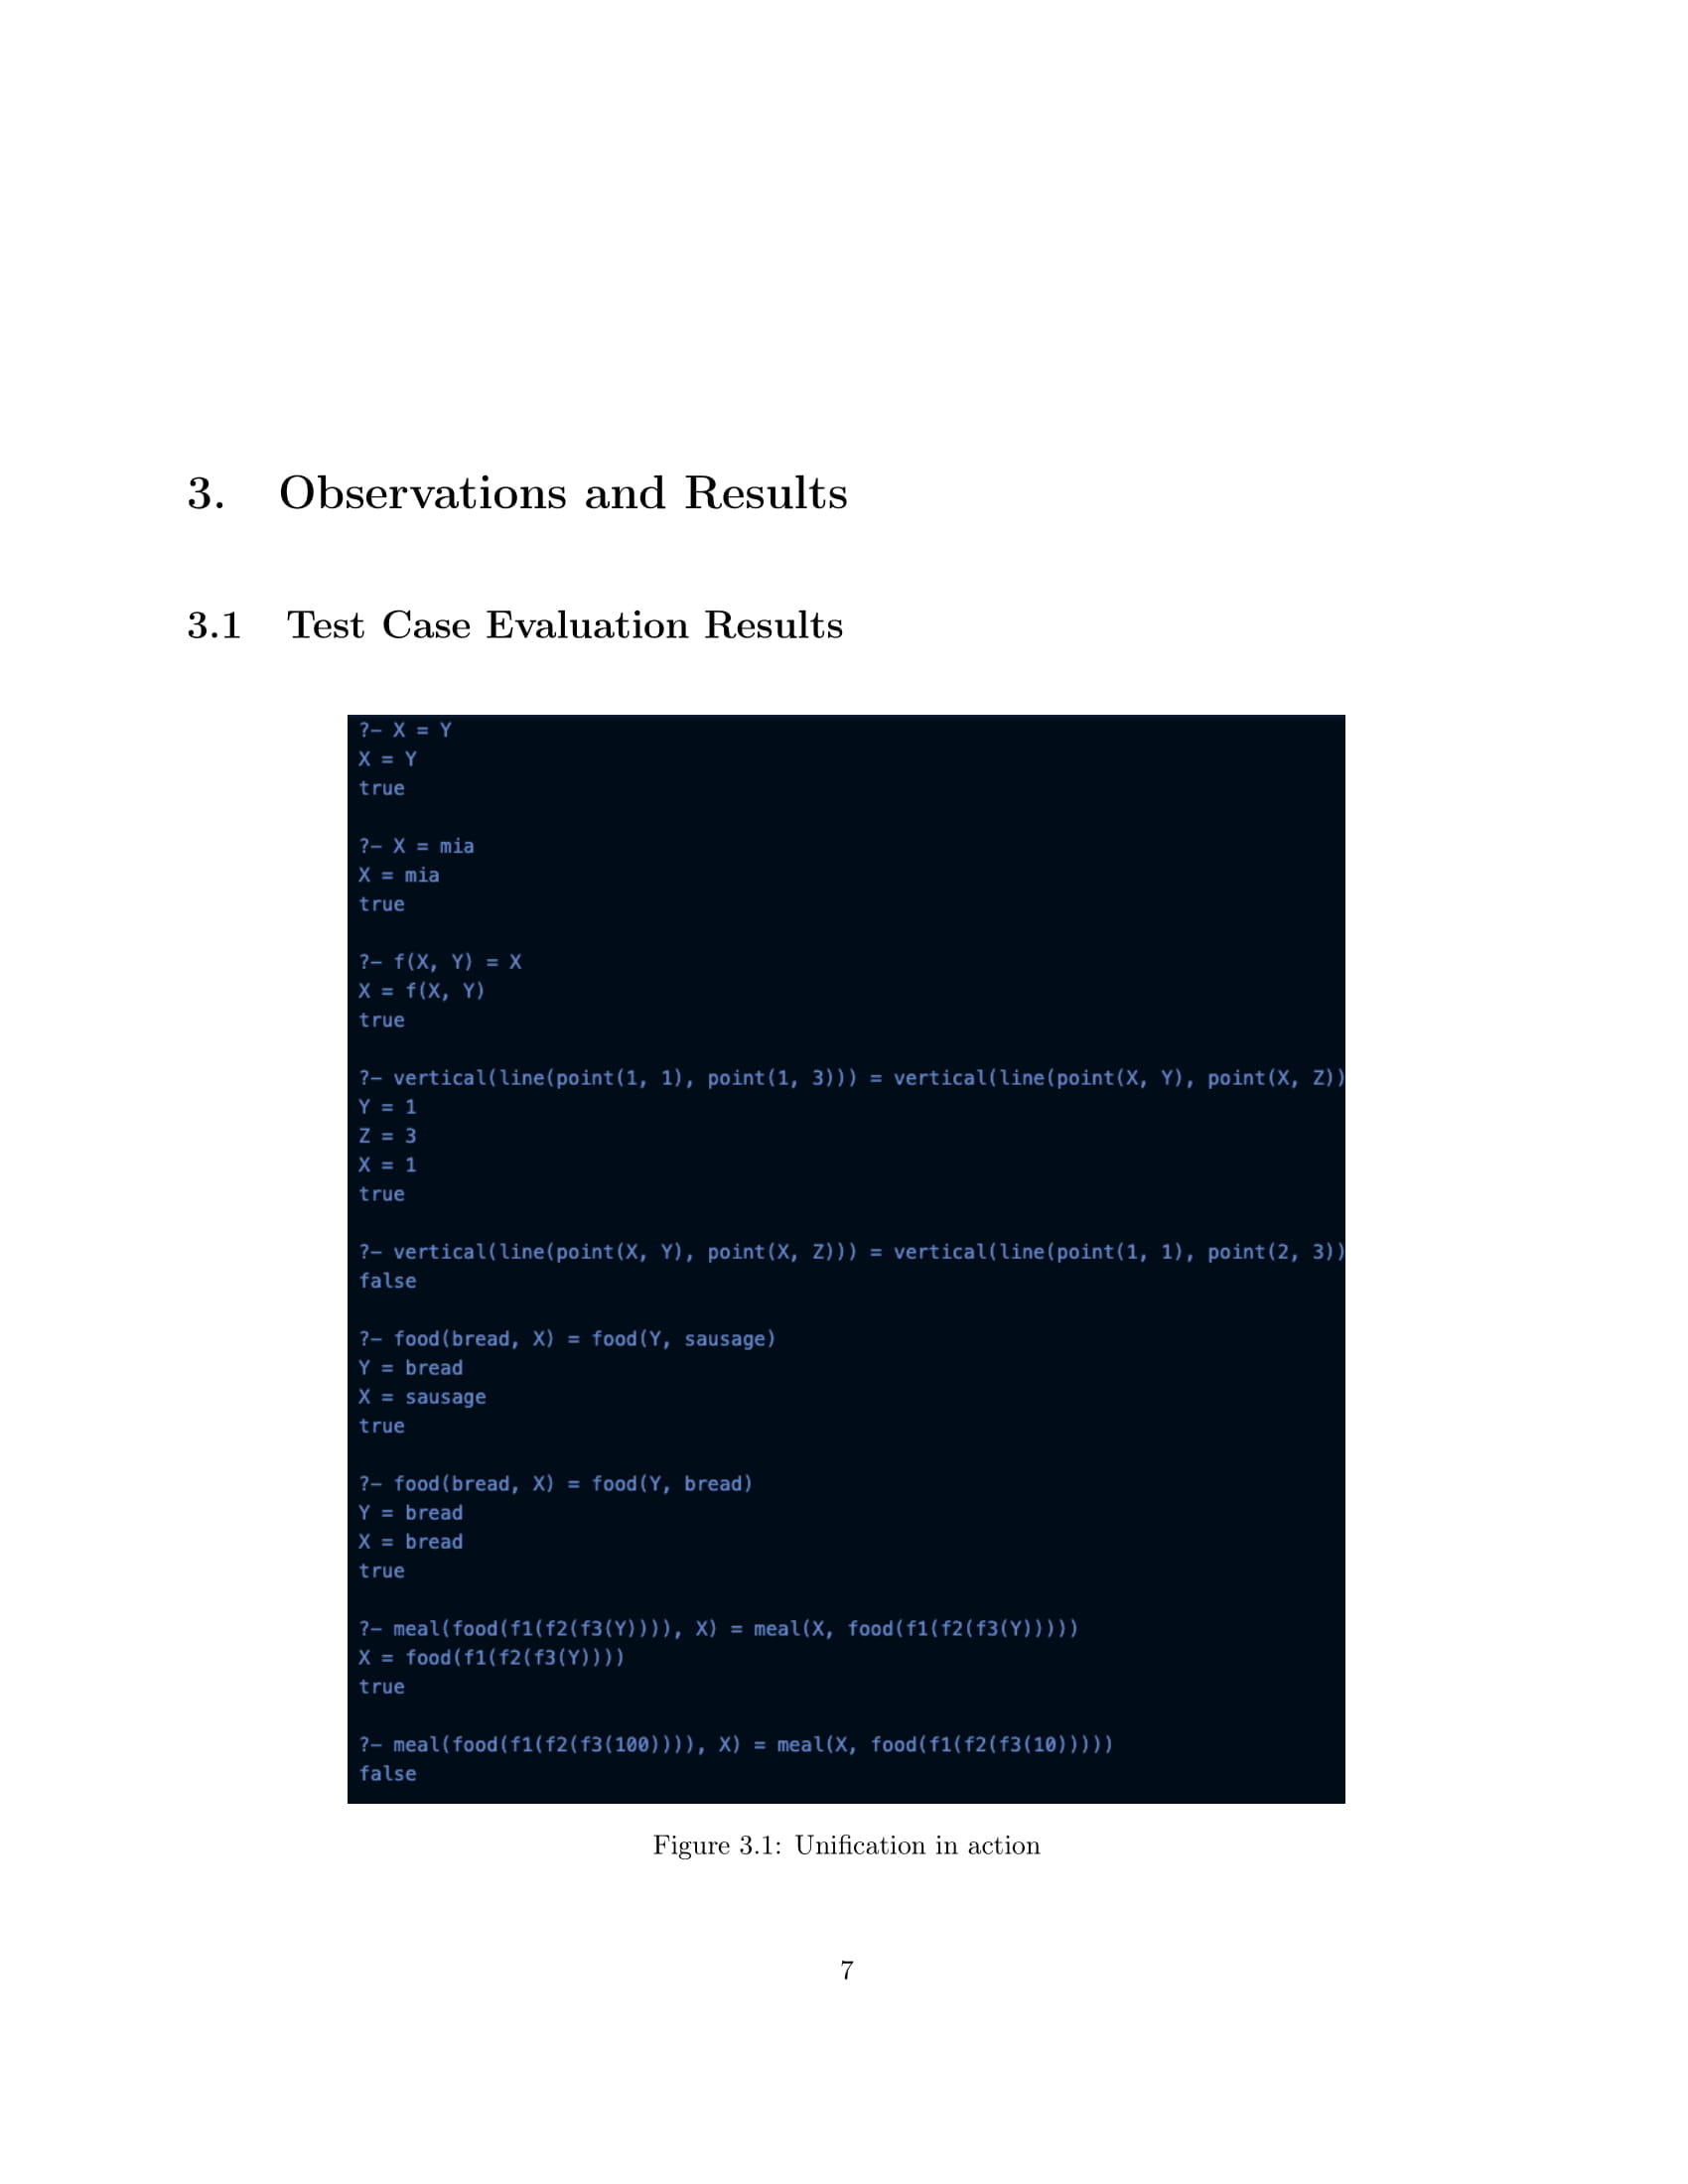 3. Observations and Results
3.1 Test Case Evaluation Results
?- X = Y
X = Y
true
?- X = mia
X = mia
true
?- f(X, Y) = X
X = f(X, Y)
true
?- vertical(line(point(1, 1), point(1, 3))) = vertical(line(point(X, Y), point(X, Z))
Y = 1
Z = 3
X = 1
true
?- vertical(line(point(X, Y), point(X, Z))) = vertical(line(point(1, 1), point(2, 3))
false
?- food(bread, X) = food(Y, sausage)
Y = bread
X = sausage
true
?- food(bread, X) = food(Y, bread)
Y = bread
X = bread
true
?- meal(food(f1(f2(f3(Y)))), X) = meal(X, food(f1(f2(f3(Y)))))
X = food(f1(f2(f3(Y))))
true
?- meal(food(f1(f2(f3(100)))), X) = meal(X, food(f1(f2(f3(10)))))
false
Figure 3.1: Unification in action
7